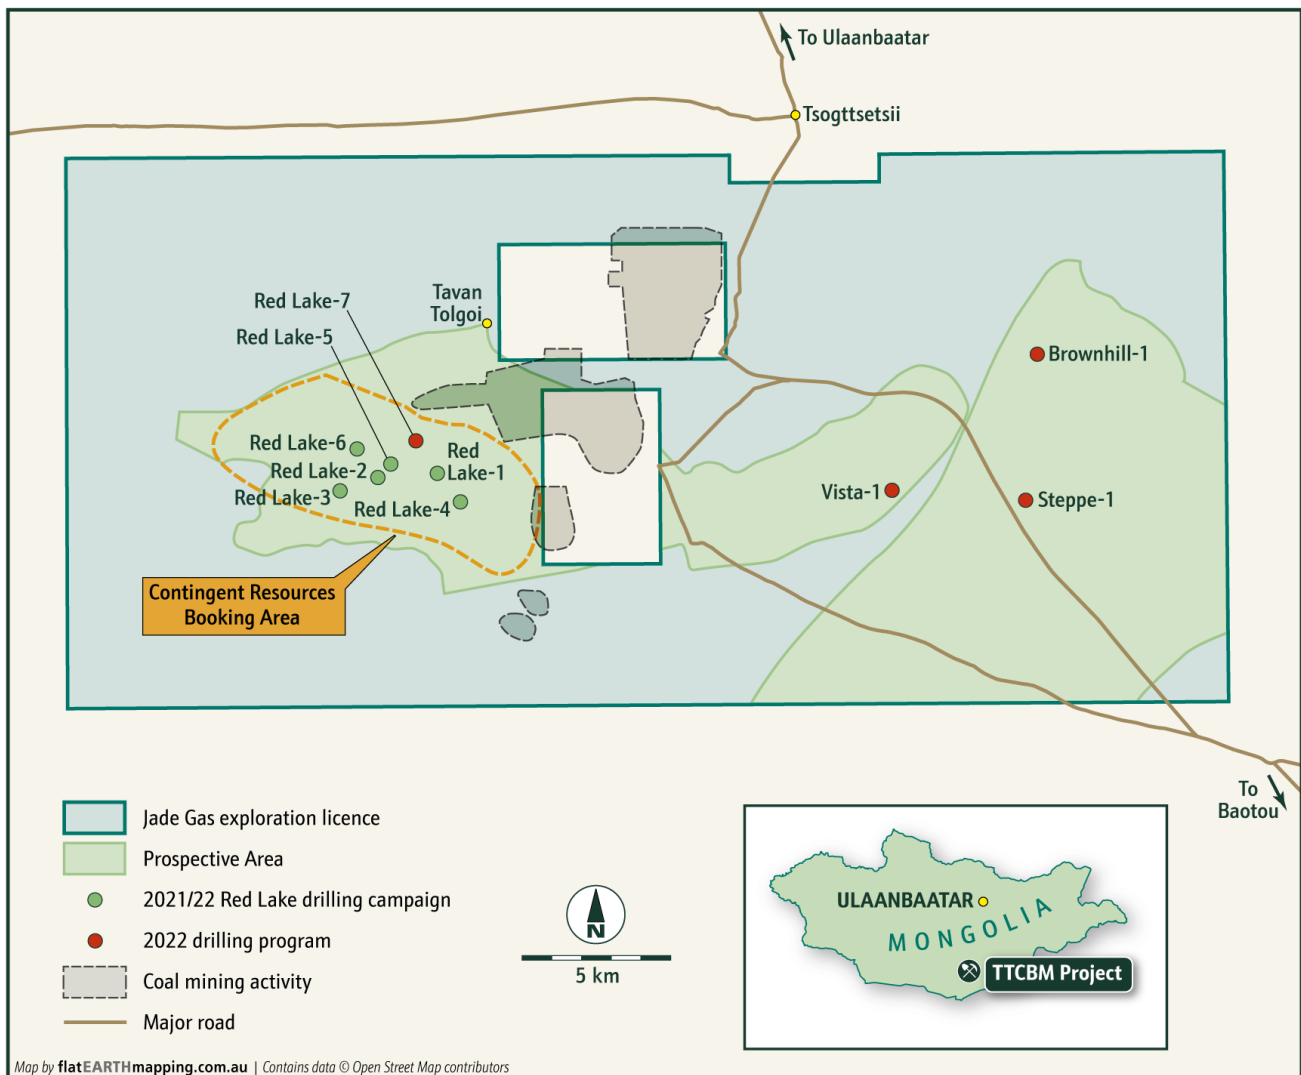 To Ulaanbaatar
Tsogttsetsii
Tavan
Tolgoi
Red Lake-7
Red Lake-5
Brownhill-1
Red Lake-6
Red
Lake-1
Red Lake-2
Red Lake-3
Red Lake-4
Vista-1
Steppe-1
Contingent Resources
Booking Area
To
Baotou
Jade Gas exploration licence
Prospective Area
2021/22 Red Lake drilling campaign
2022 drilling program
Coal mining activity
Major road
N
5 km
ULAANBAATAR
MONGOLIA
TTCBM Project
Map by flatEARTHmapping.com.au | Contains data © Open Street Map contributors